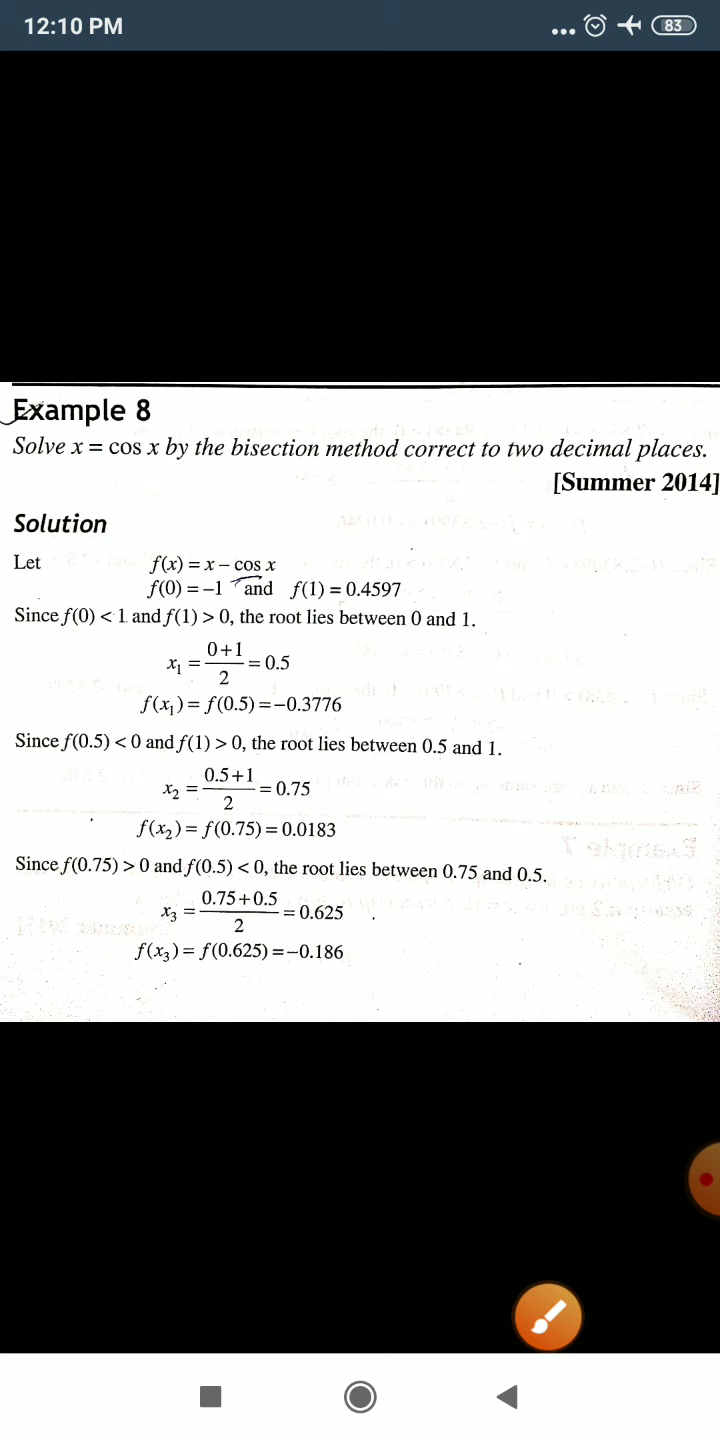 12:10 PM
83
Example 8
Solve x = cos x by the bisection method correct to two decimal places.
[Summer 2014]
Solution
Let f(x) = x – cos x
f(0) = –1 and f(1) = 0.4597
Since f(0) < 1 and f(1) > 0, the root lies between 0 and 1.
x₁ = (0+1)/2 = 0.5
f(x₁) = f(0.5) = –0.3776
Since f(0.5) < 0 and f(1) > 0, the root lies between 0.5 and 1.
x₂ = (0.5+1)/2 = 0.75
f(x₂) = f(0.75) = 0.0183
Since f(0.75) > 0 and f(0.5) < 0, the root lies between 0.75 and 0.5.
x₃ = (0.75+0.5)/2 = 0.625
f(x₃) = f(0.625) = –0.186
Example 7